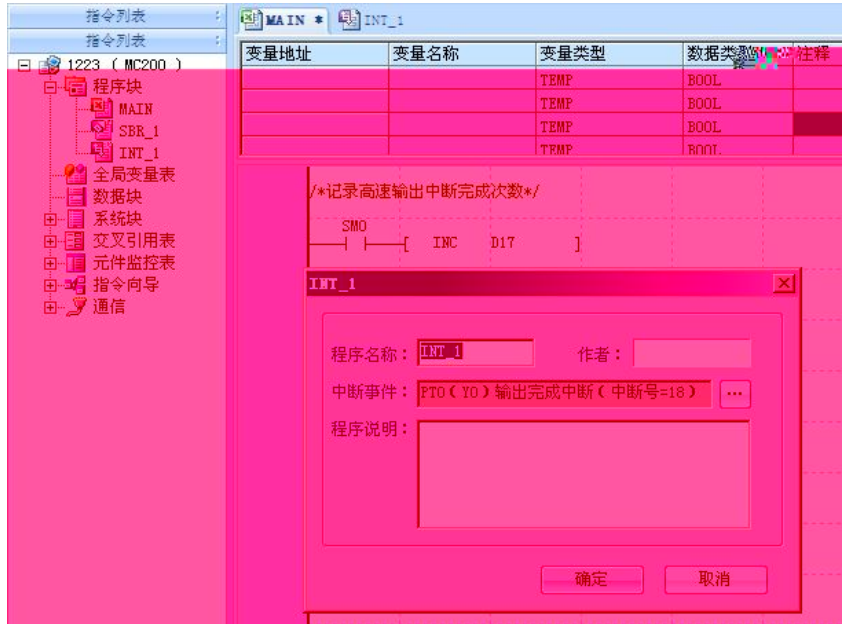 指令列表
指令列表
1223 ( MC200 )
程序块
MAIN
SBR_1
INT_1
全局变量表
数据块
系统块
交叉引用表
元件监控表
指令向导
通信
MAIN * INT_1
变量地址 变量名称 变量类型 数据类型 注释
TEMP BOOL
TEMP BOOL
TEMP BOOL
TEMP BOOL
/*记录高速输出中断完成次数*/
SM0
[ INC D17 ]
INT_1
程序名称： INT_1 作者：
中断事件： PTO(Y0)输出完成中断(中断号=18) ...
程序说明：
确定 取消